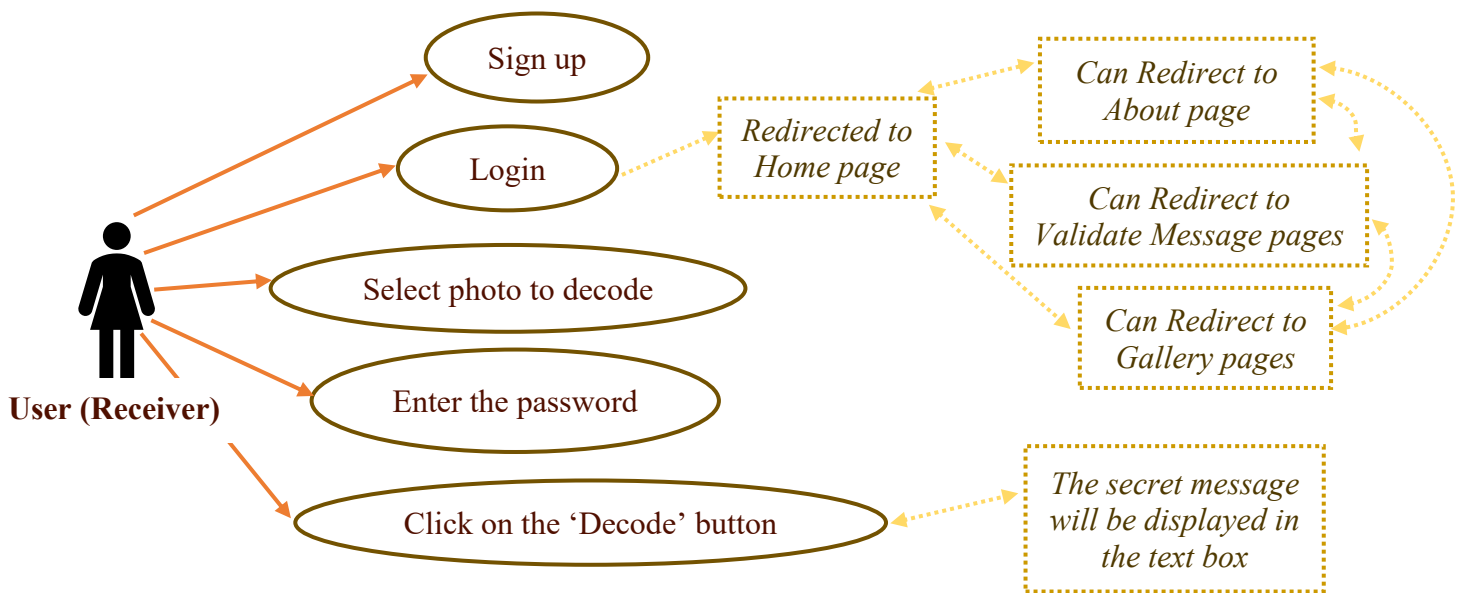 Sign up
Login
Select photo to decode
Enter the password
Click on the ‘Decode’ button
User (Receiver)
Redirected to
Home page
Can Redirect to
About page
Can Redirect to
Validate Message pages
Can Redirect to
Gallery pages
The secret message
will be displayed in
the text box